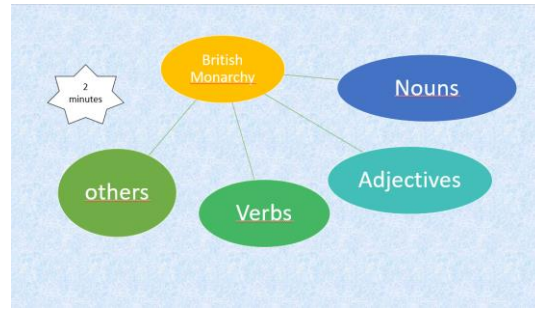 British
Monarchy
2
minutes
Nouns
Adjectives
others
Verbs